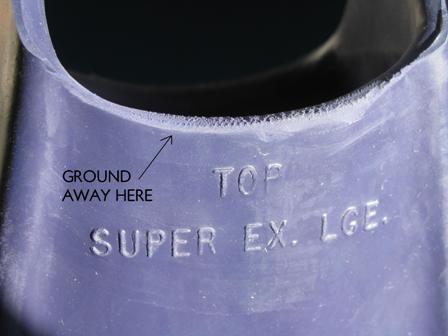 GROUND
AWAY HERE
TOP
SUPER EX. LGE.